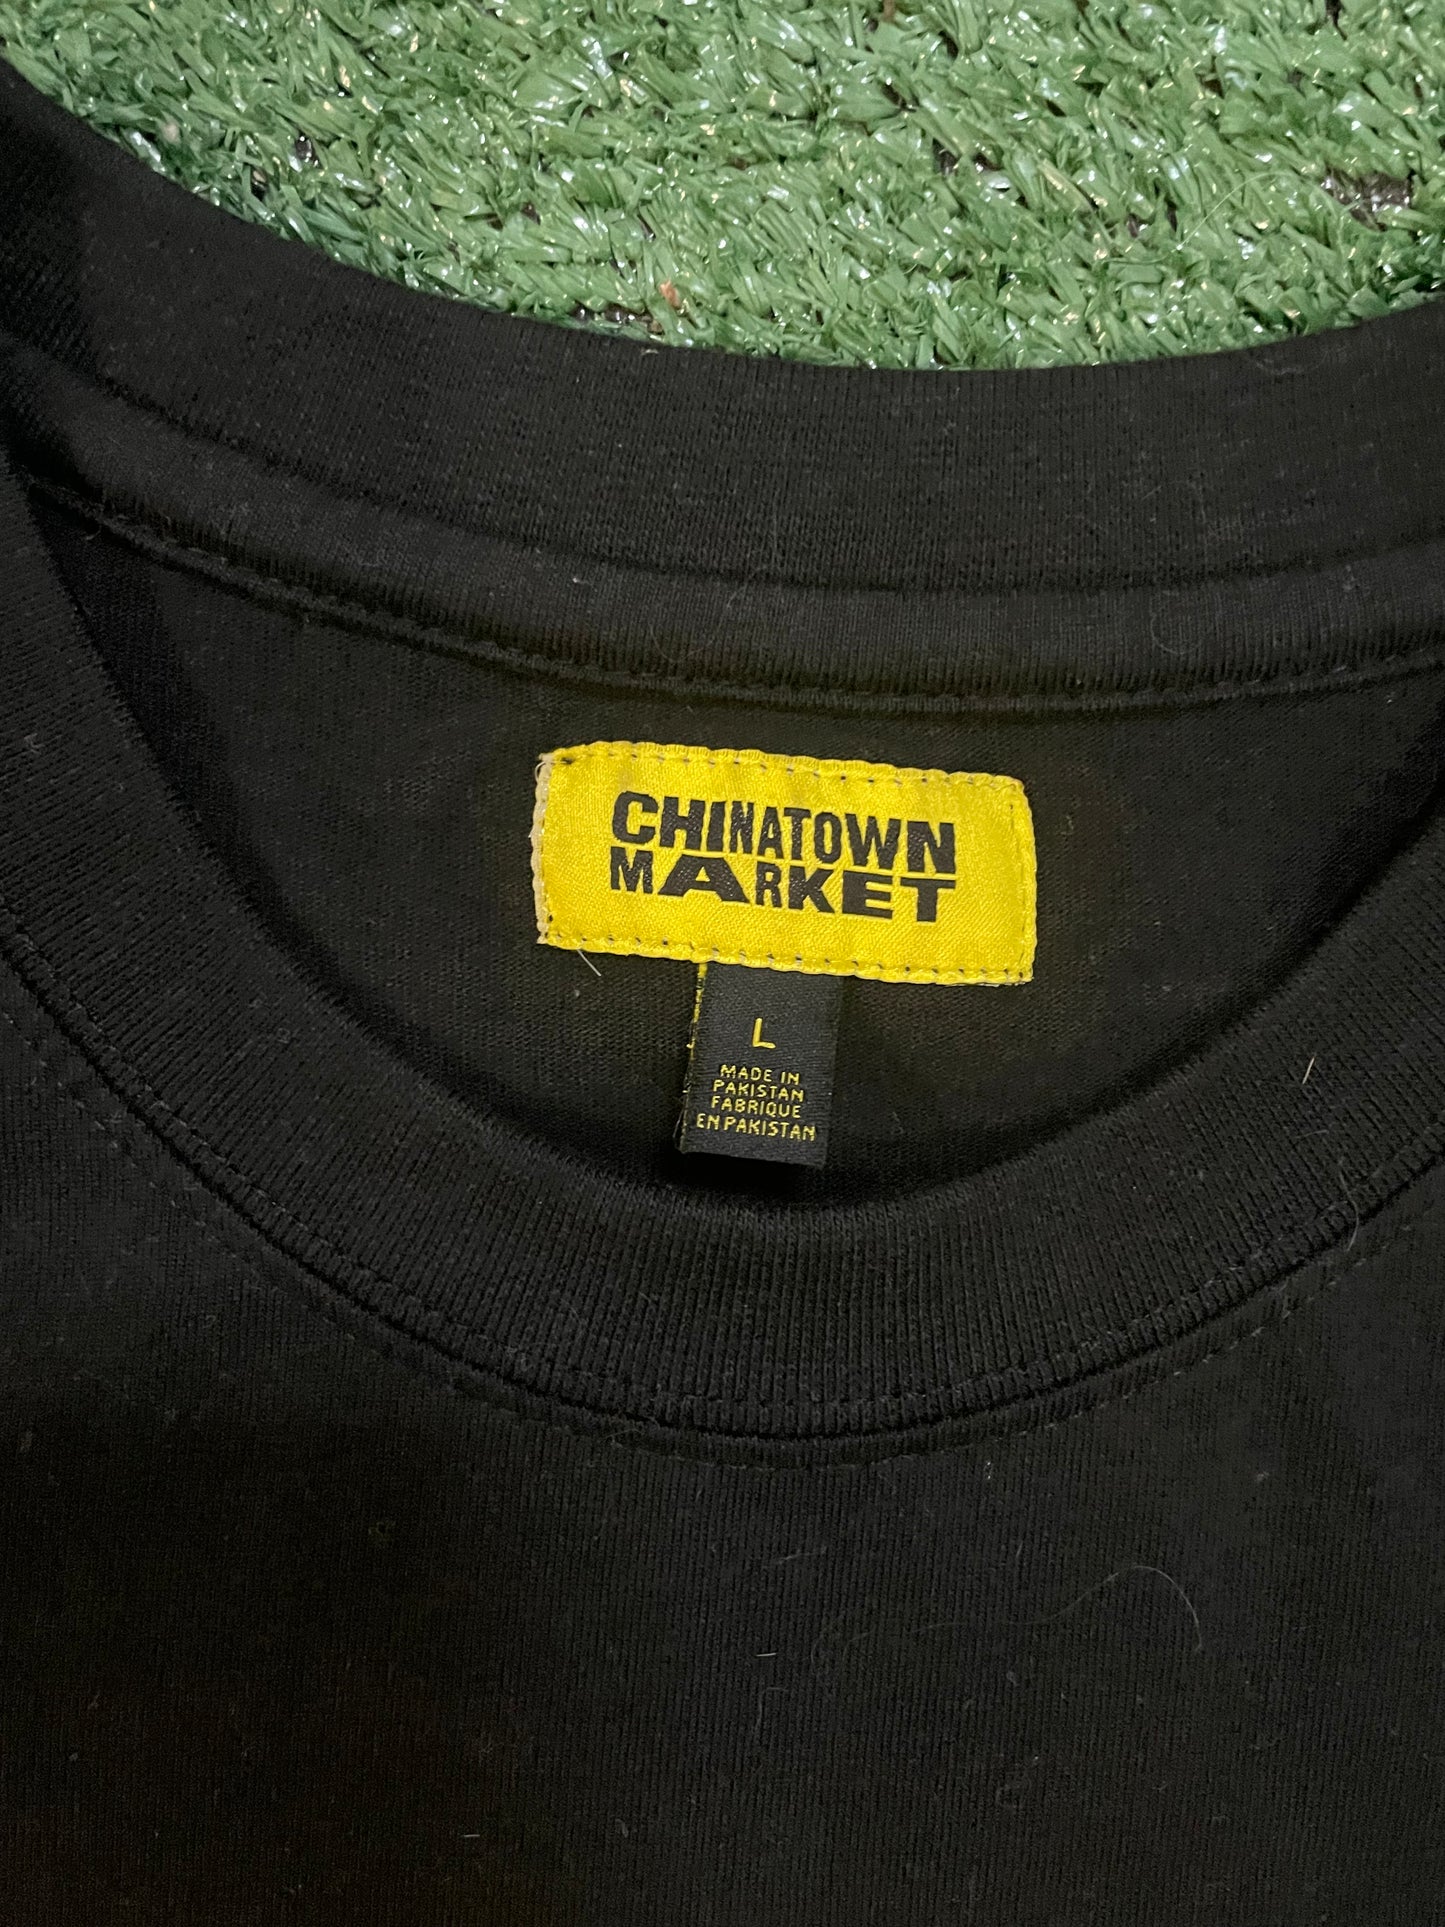 CHINATOWN
MARKET
L
MADE IN
PAKISTAN
FABRIQUE
EN PAKISTAN